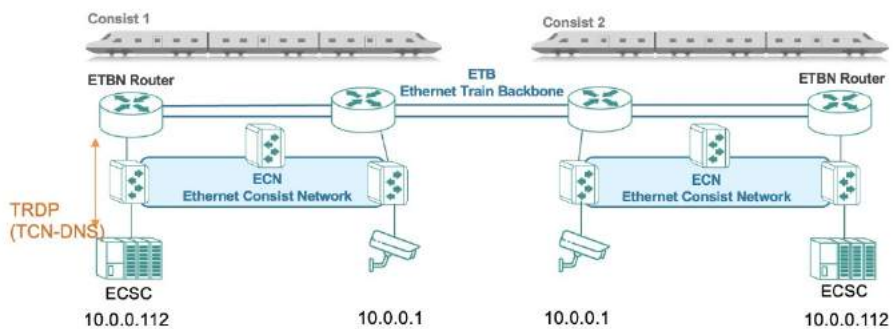 Consist 1
Consist 2
ETBN Router
ETB
Ethernet Train Backbone
ETBN Router
ECN
Ethernet Consist Network
ECN
Ethernet Consist Network
TRDP
(TCN-DNS)
ECSC
ECSC
10.0.0.112
10.0.0.1
10.0.0.1
10.0.0.112